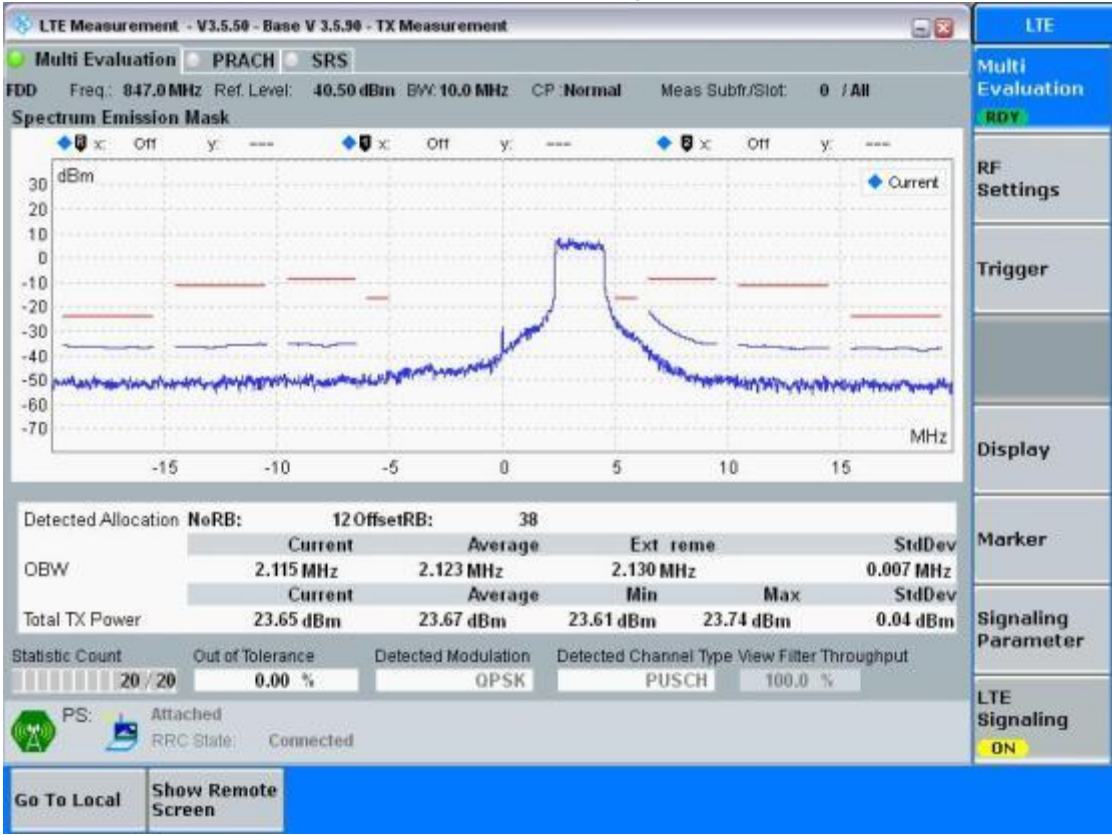 LTE Measurement - V3.5.50 - Base V 3.5.90 - TX Measurement
LTE
Multi Evaluation PRACH SRS
FDD Freq.: 847.0 MHz Ref. Level: 40.50 dBm BW: 10.0 MHz CP :Normal Meas Subfr./Slot: 0 / All
Spectrum Emission Mask
x: Off y: --- x: Off y: --- x: Off y: ---
dBm
Current
30
20
10
0
-10
-20
-30
-40
-50
-60
-70
MHz
-15 -10 -5 0 5 10 15
Detected Allocation NoRB: 12 OffsetRB: 38
Current Average Ext reme StdDev
OBW 2.115 MHz 2.123 MHz 2.130 MHz 0.007 MHz
Current Average Min Max StdDev
Total TX Power 23.65 dBm 23.67 dBm 23.61 dBm 23.74 dBm 0.04 dBm
Statistic Count Out of Tolerance Detected Modulation Detected Channel Type View Filter Throughput
20 / 20 0.00 % QPSK PUSCH 100.0 %
PS: Attached
RRC State: Connected
Multi
Evaluation
RDY
RF
Settings
Trigger
Display
Marker
Signaling
Parameter
LTE
Signaling
ON
Go To Local
Show Remote
Screen